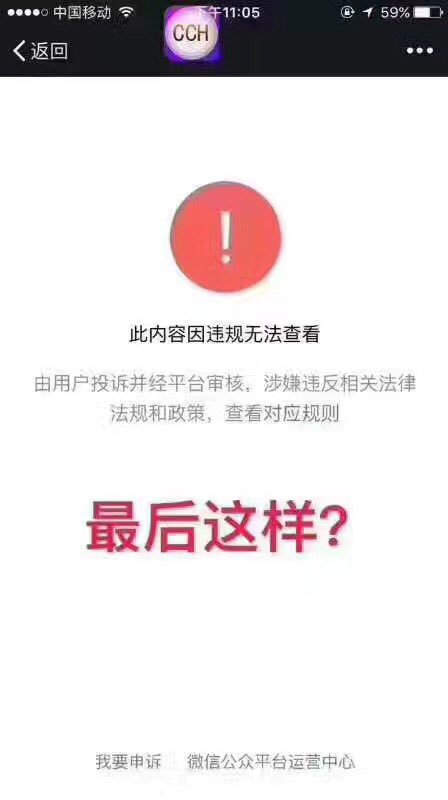 中国移动 下午11:05 59%
CCH
返回
此内容因违规无法查看
由用户投诉并经平台审核，涉嫌违反相关法律
法规和政策，查看对应规则
最后这样?
我要申诉 微信公众平台运营中心